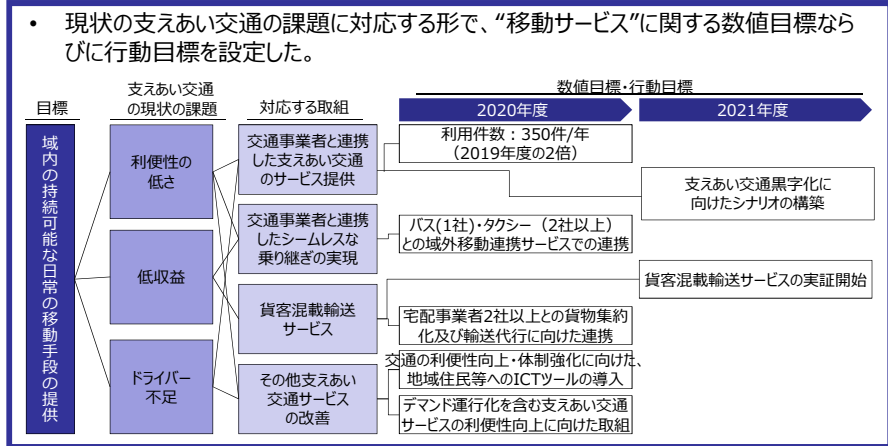 • 現状の支えあい交通の課題に対応する形で、“移動サービス”に関する数値目標なら
びに行動目標を設定した。
数値目標・行動目標
目標
支えあい交通
の現状の課題
対応する取組
2020年度
2021年度
域内の持続可能な日常の移動手段の提供
利便性の
低さ
低収益
ドライバー
不足
交通事業者と連携
した支えあい交通
のサービス提供
交通事業者と連携
したシームレスな
乗り継ぎの実現
貨客混載輸送
サービス
その他支えあい
交通サービス
の改善
利用件数：350件/年
（2019年度の2倍）
バス(1社)・タクシー（2社以上）
との域外移動連携サービスでの連携
宅配事業者2社以上との貨物集約
化及び輸送代行に向けた連携
交通の利便性向上・体制強化に向けた、
地域住民等へのICTツールの導入
デマンド運行化を含む支えあい交通
サービスの利便性向上に向けた取組
支えあい交通黒字化に
向けたシナリオの構築
貨客混載輸送サービスの実証開始